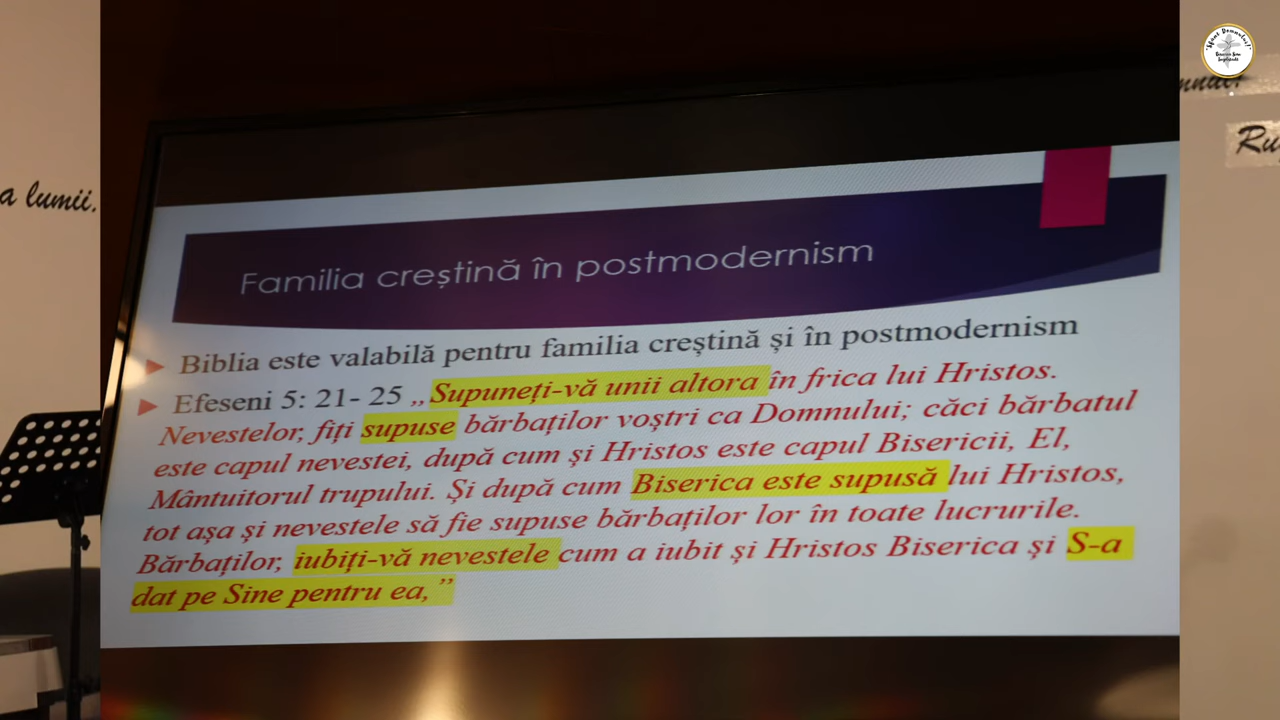 a lumii.
Familia creștină în postmodernism
Biblia este valabilă pentru familia creștină și în postmodernism
Efeseni 5: 21- 25 „Supuneți-vă unii altora în frica lui Hristos.
Nevestelor, fiți supuse bărbaților voștri ca Domnului; căci bărbatul
este capul nevestei, după cum și Hristos este capul Bisericii, El,
Mântuitorul trupului. Și după cum Biserica este supusă lui Hristos,
tot așa și nevestele să fie supuse bărbaților lor în toate lucrurile.
Bărbaților, iubiți-vă nevestele cum a iubit și Hristos Biserica și S-a
dat pe Sine pentru ea,”